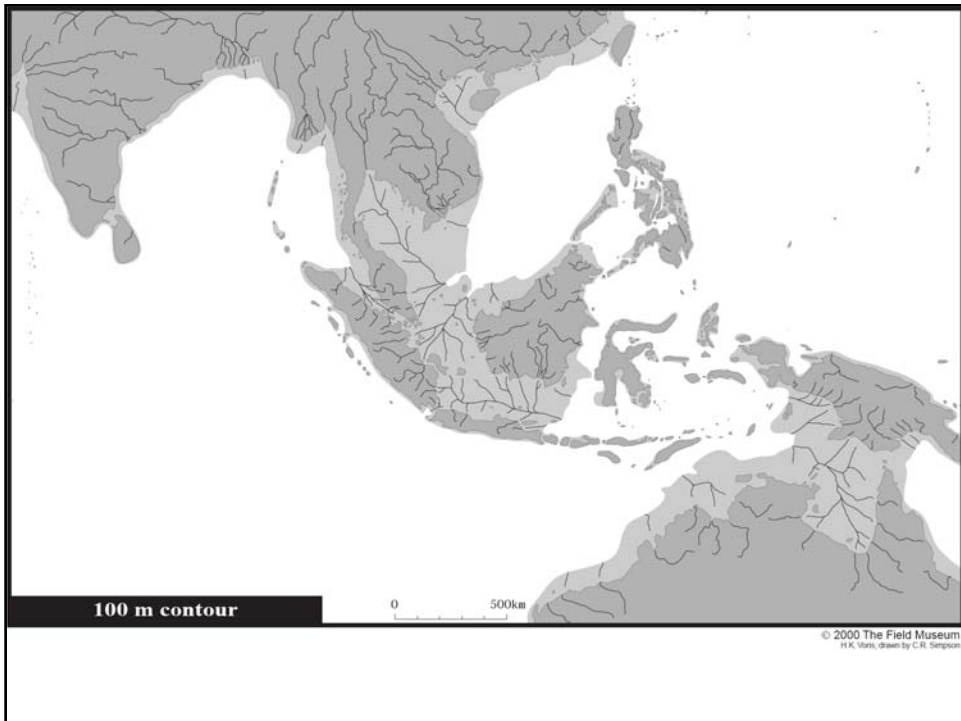 100 m contour
0 500km
© 2000 The Field Museum
H.K. Voris, drawn by C.R. Simpson